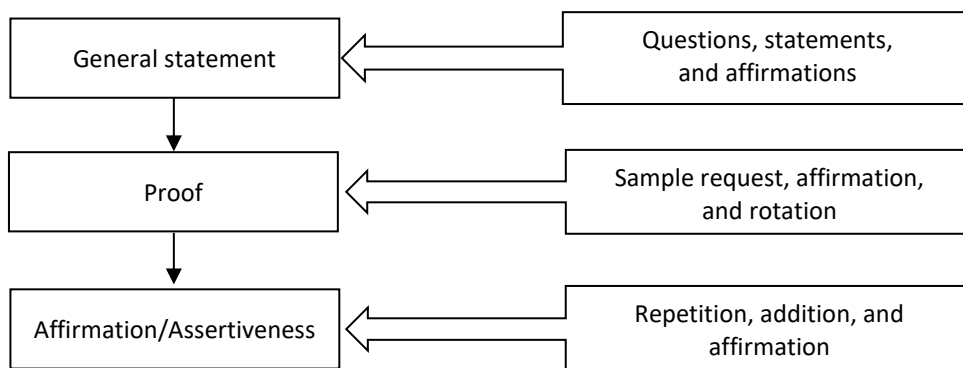 General statement
Questions, statements,
and affirmations
Proof
Sample request, affirmation,
and rotation
Affirmation/Assertiveness
Repetition, addition, and
affirmation